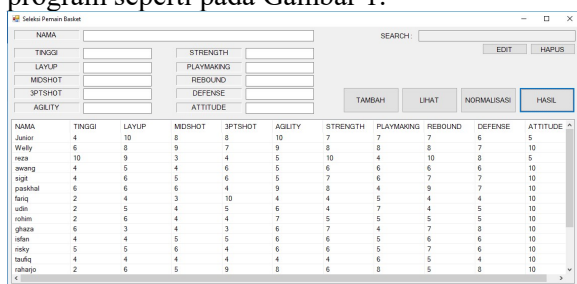 program seperti pada Gambar 1.
Seleksi Pemain Basket
NAMA SEARCH :
TINGGI STRENGTH EDIT HAPUS
LAYUP PLAYMAKING
MIDSHOT REBOUND
3PTSHOT DEFENSE TAMBAH LIHAT NORMALISASI HASIL
AGILITY ATTITUDE
NAMA TINGGI LAYUP MIDSHOT 3PTSHOT AGILITY STRENGTH PLAYMAKING REBOUND DEFENSE ATTITUDE
Junior 4 10 8 8 10 7 7 7 6 5
Welly 6 8 9 7 9 8 8 8 7 10
reza 10 9 3 4 5 10 4 10 8 5
awang 4 5 4 6 5 6 6 6 6 10
sigit 4 6 5 6 5 7 6 7 7 10
paskhal 6 6 6 4 9 8 4 9 7 10
fariq 2 4 3 10 4 4 5 4 4 10
udin 2 5 4 5 6 4 7 4 5 10
rohim 2 6 4 4 7 5 5 5 5 10
ghaza 6 3 4 3 6 7 4 7 8 10
isfan 4 4 5 5 6 6 5 6 6 10
risky 5 5 6 4 6 6 5 7 6 10
taufiq 4 4 4 4 4 4 6 5 4 10
raharjo 2 6 5 9 8 6 8 5 8 10